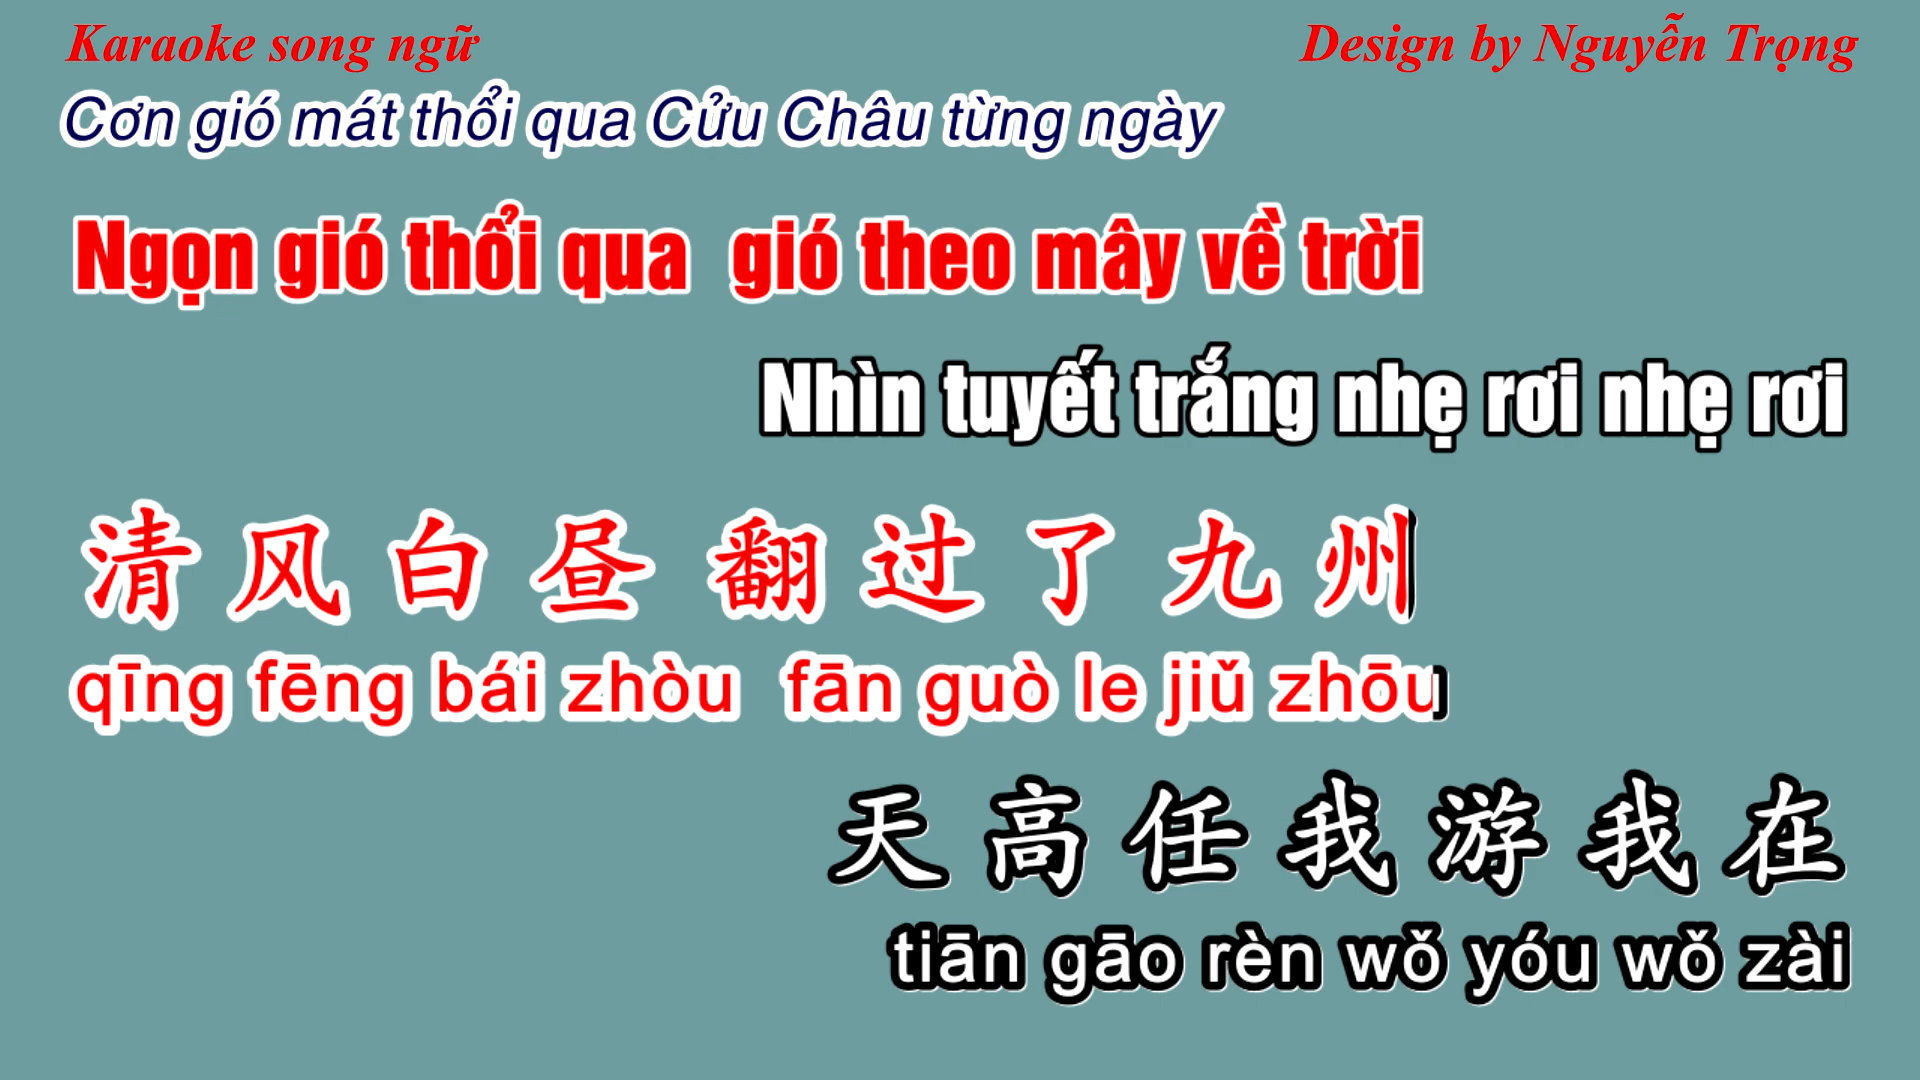 Karaoke song ngữ
Design by Nguyễn Trọng
Cơn gió mát thổi qua Cửu Châu từng ngày
Ngọn gió thổi qua gió theo mây về trời
Nhìn tuyết trắng nhẹ rơi nhẹ rơi
清风白昼 翻过了九州
qīng fēng bái zhòu fān guò le jiǔ zhōu
天高任我游我在
tiān gāo rèn wǒ yóu wǒ zài